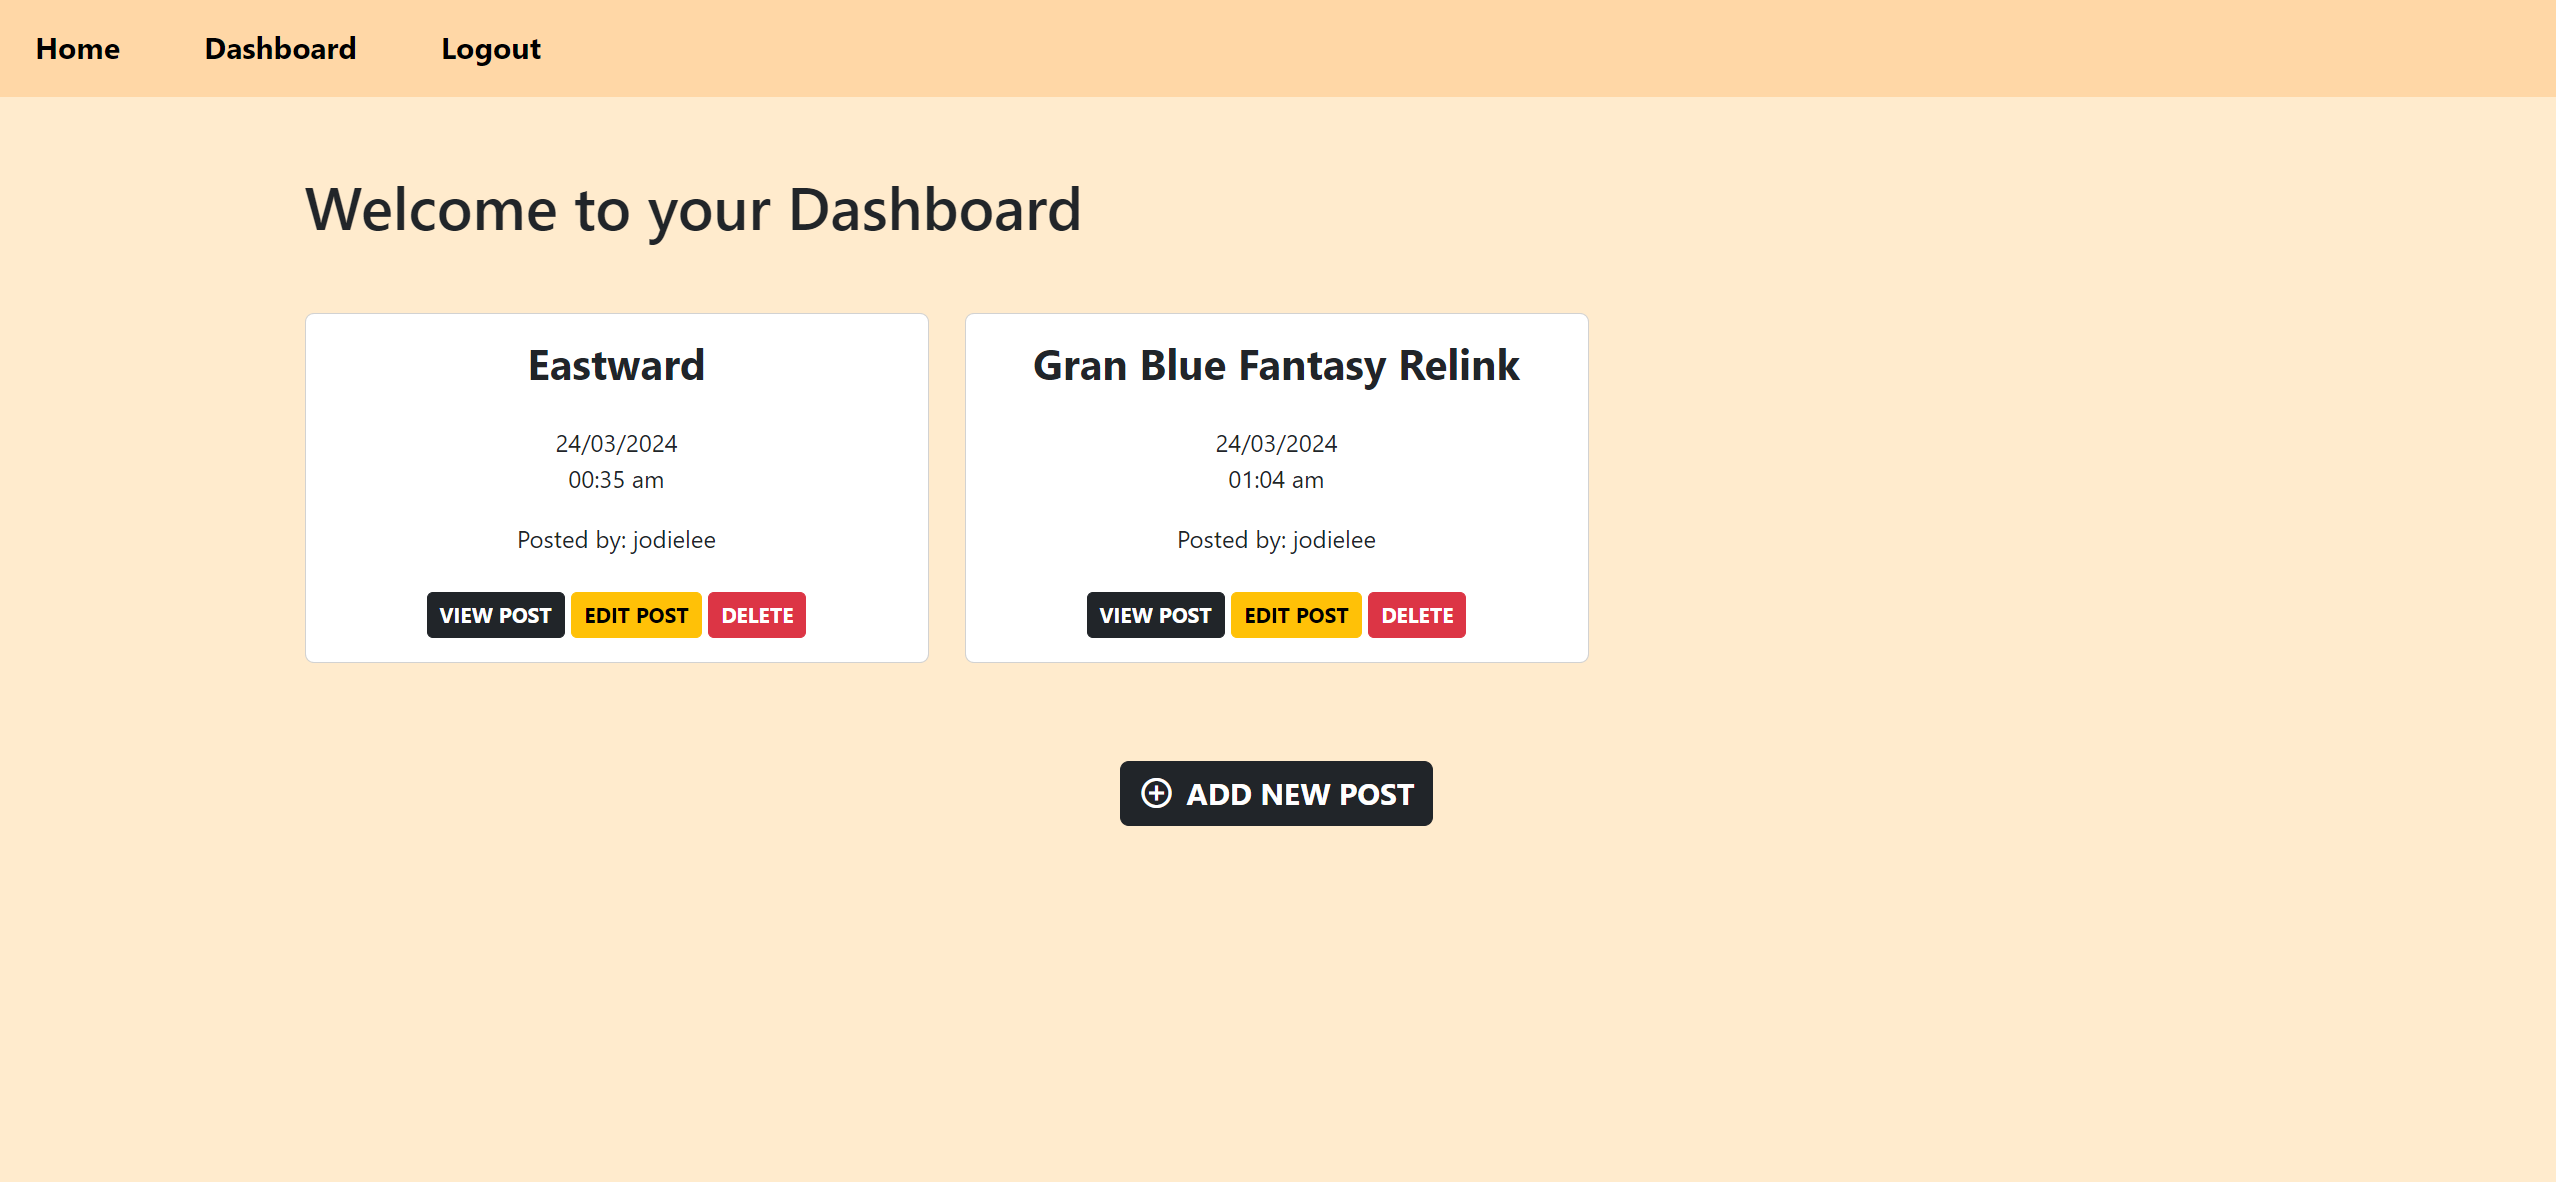 Home Dashboard Logout
Welcome to your Dashboard
Eastward
24/03/2024
00:35 am
Posted by: jodielee
VIEW POST EDIT POST DELETE
Gran Blue Fantasy Relink
24/03/2024
01:04 am
Posted by: jodielee
VIEW POST EDIT POST DELETE
ADD NEW POST